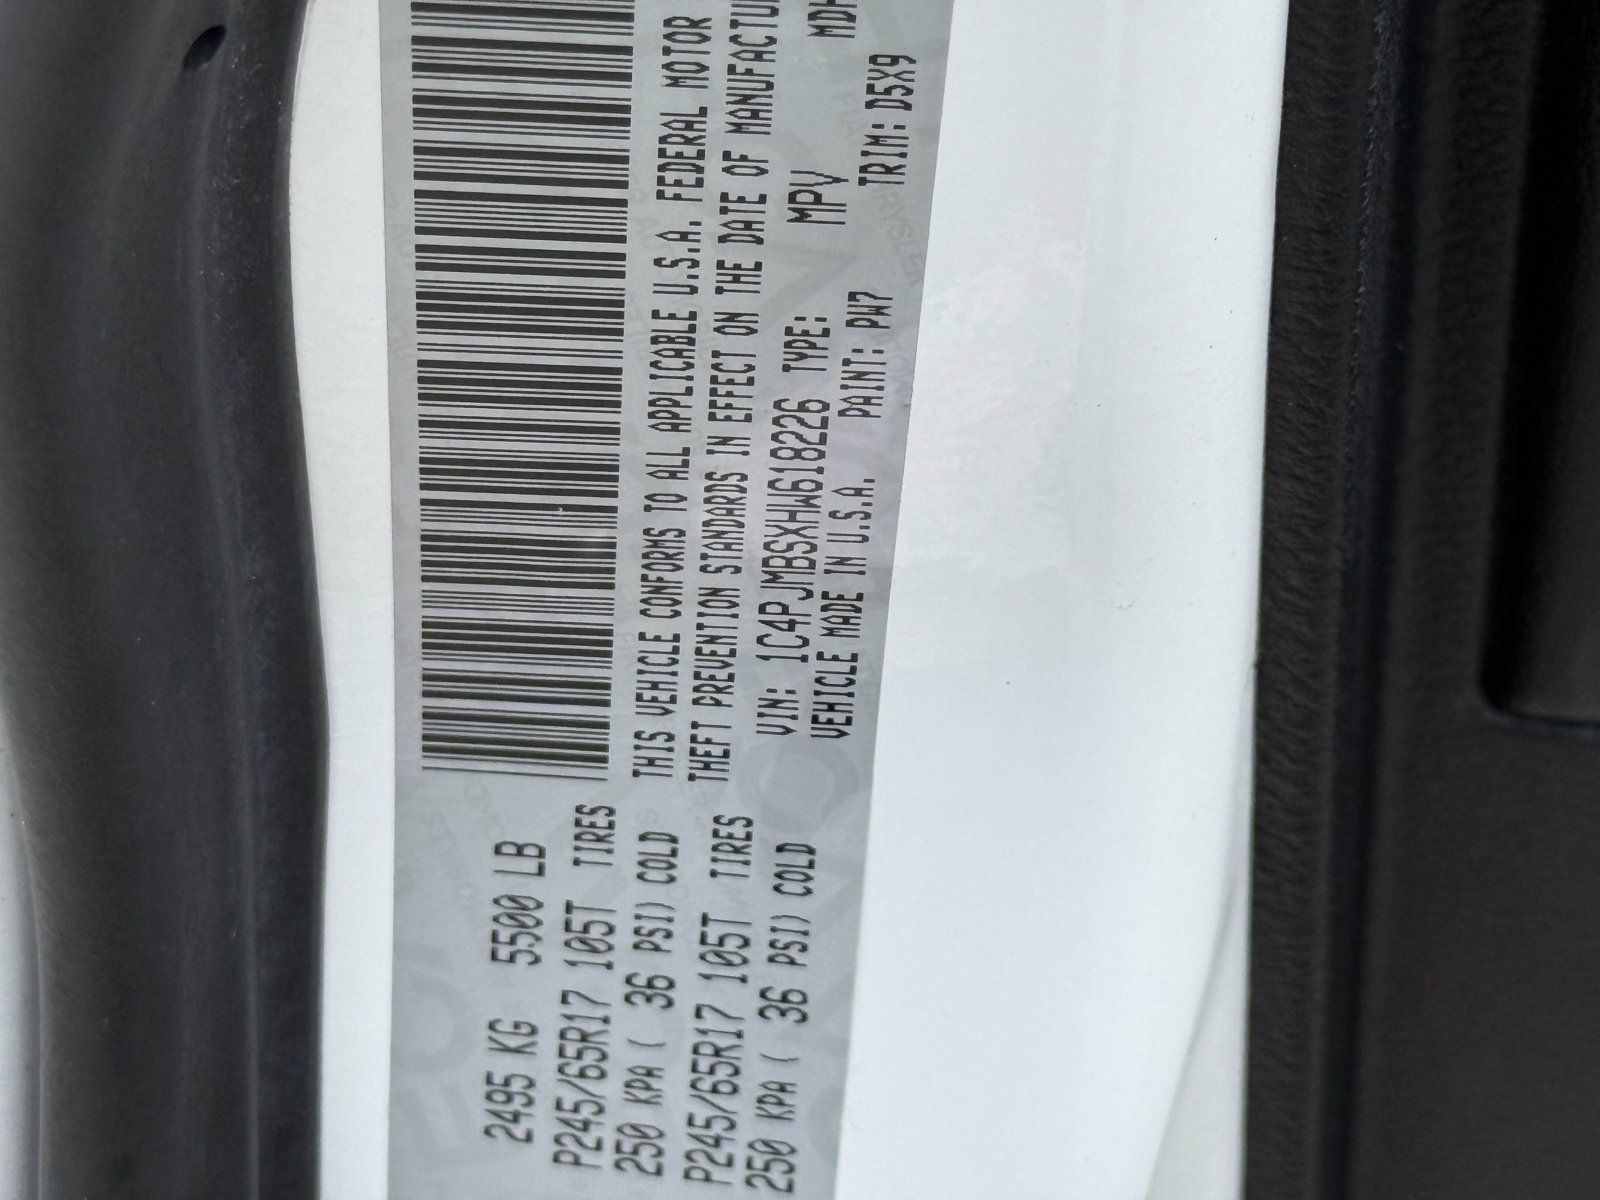 2495 KG 5500 LB
P245/65R17 105T TIRES
250 KPA ( 36 PSI) COLD
P245/65R17 105T TIRES
250 KPA ( 36 PSI) COLD
THIS VEHICLE CONFORMS TO ALL APPLICABLE U.S.A. FEDERAL MOTOR
THEFT PREVENTION STANDARDS IN EFFECT ON THE DATE OF MANUFACTU
VIN: 1C4PJMBSXHW618226 TYPE: MPV MDH
VEHICLE MADE IN U.S.A. PAINT: PW7 TRIM: D5X9